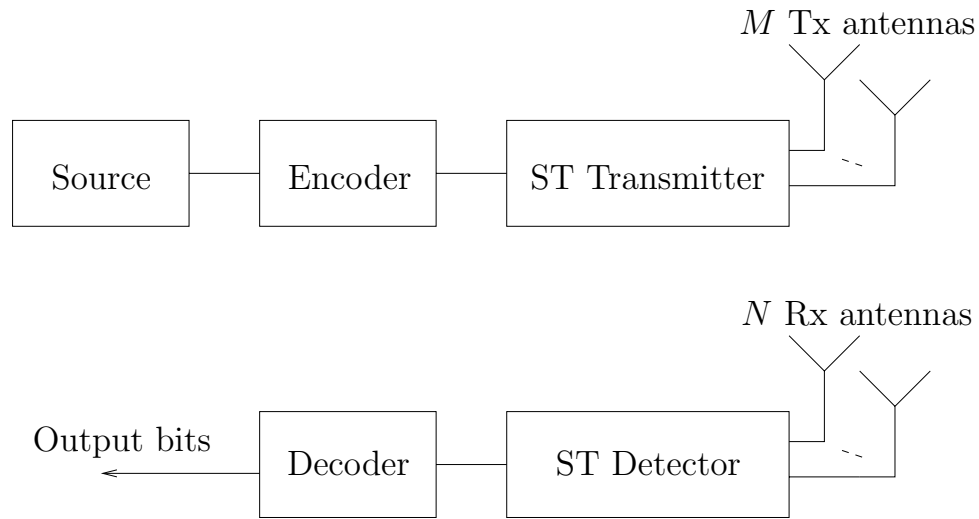 M Tx antennas
Source
Encoder
ST Transmitter
N Rx antennas
Output bits
Decoder
ST Detector